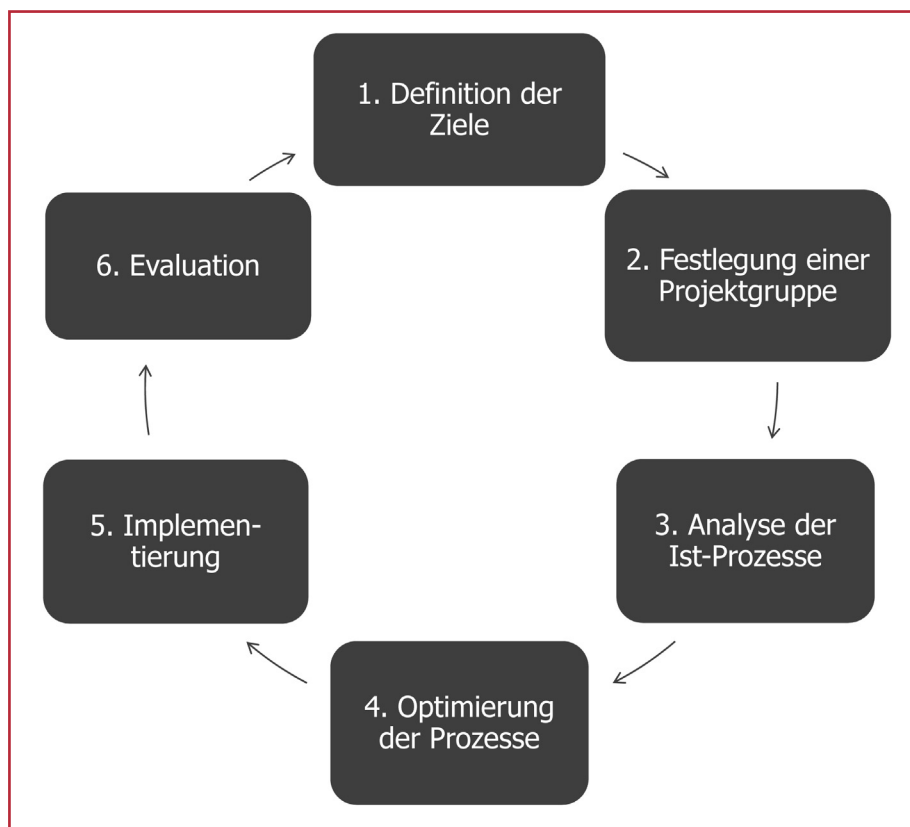 1. Definition der
Ziele
2. Festlegung einer
Projektgruppe
3. Analyse der
Ist-Prozesse
4. Optimierung
der Prozesse
5. Implemen-
tierung
6. Evaluation